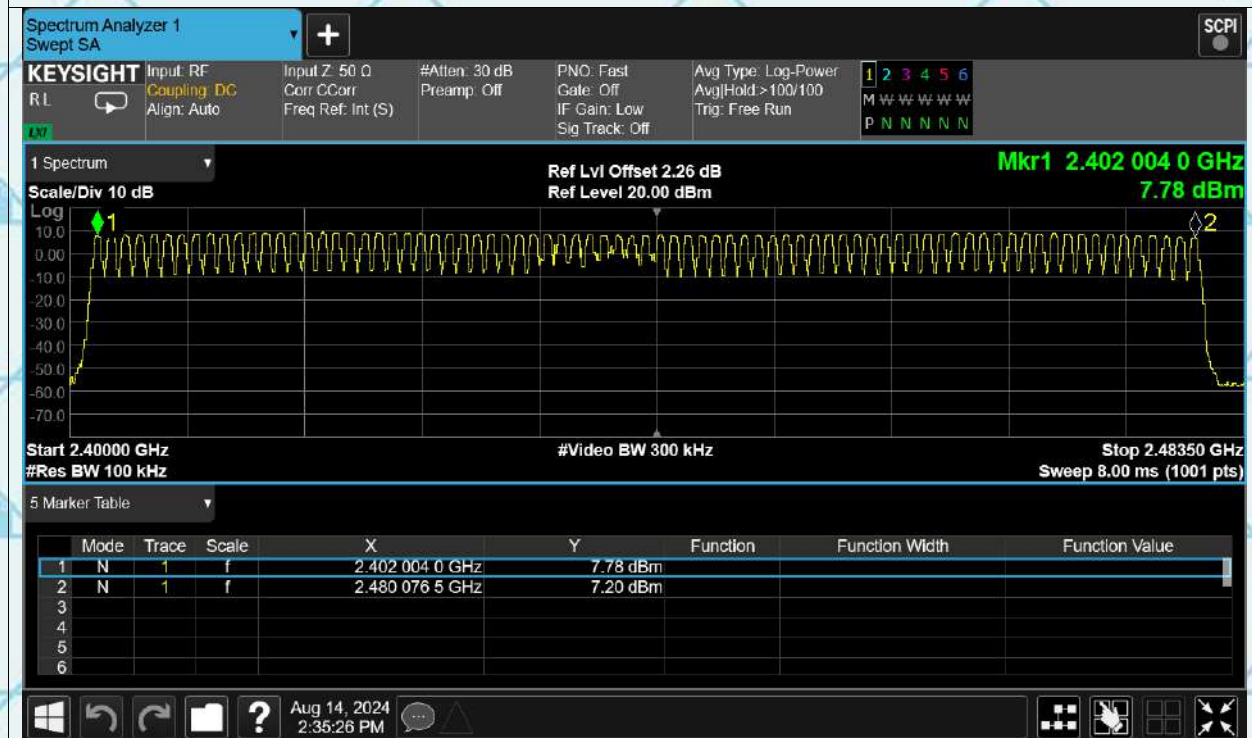 Spectrum Analyzer 1
Swept SA
+
SCPI
KEYSIGHT
RL
LXI
Input: RF
Coupling: DC
Align: Auto
Input Z: 50 Ω
Corr CCorr
Freq Ref: Int (S)
#Atten: 30 dB
Preamp: Off
PNO: Fast
Gate: Off
IF Gain: Low
Sig Track: Off
Avg Type: Log-Power
Avg|Hold:>100/100
Trig: Free Run
1 2 3 4 5 6
M W W W W W
P N N N N N
1 Spectrum
Scale/Div 10 dB
Ref Lvl Offset 2.26 dB
Ref Level 20.00 dBm
Mkr1 2.402 004 0 GHz
7.78 dBm
Log
1
2
10.0
0.00
-10.0
-20.0
-30.0
-40.0
-50.0
-60.0
-70.0
Start 2.40000 GHz
#Res BW 100 kHz
#Video BW 300 kHz
Stop 2.48350 GHz
Sweep 8.00 ms (1001 pts)
5 Marker Table
Mode Trace Scale X Y Function Function Width Function Value
1 N 1 f 2.402 004 0 GHz 7.78 dBm
2 N 1 f 2.480 076 5 GHz 7.20 dBm
3
4
5
6
?
Aug 14, 2024
2:35:26 PM